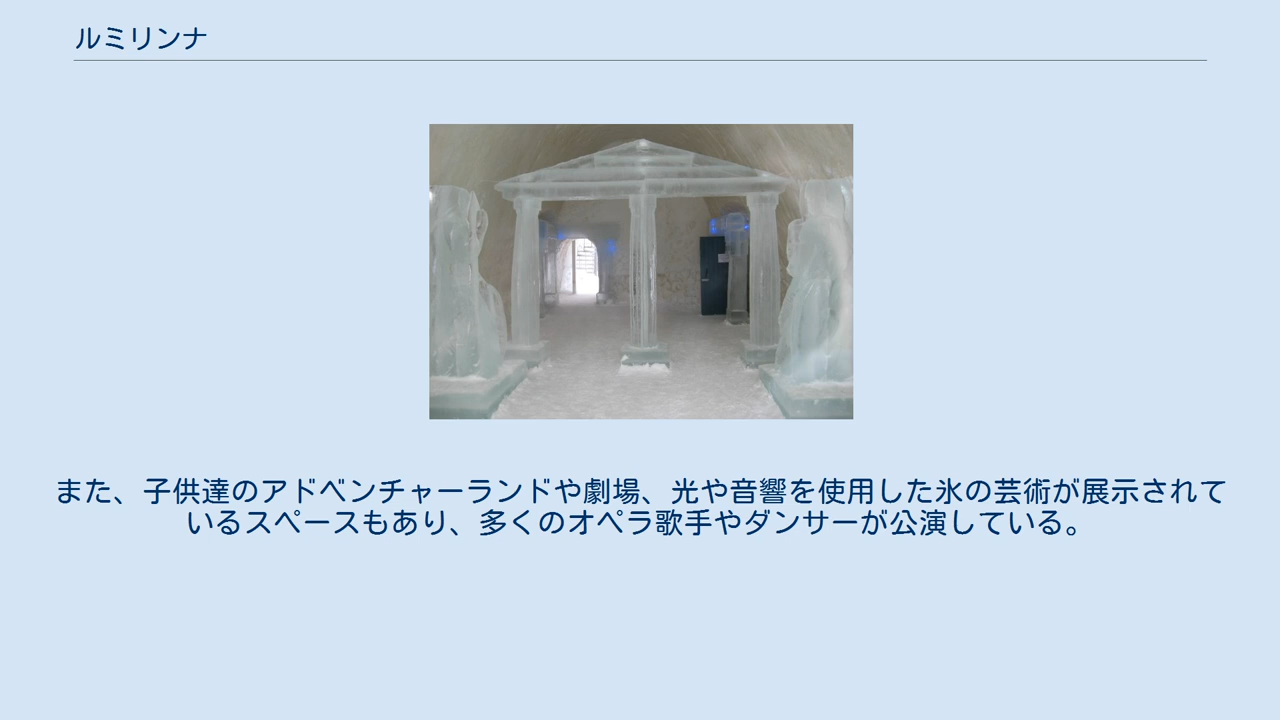 ルミリンナ
また、子供達のアドベンチャーランドや劇場、光や音響を使用した氷の芸術が展示されて
いるスペースもあり、多くのオペラ歌手やダンサーが公演している。